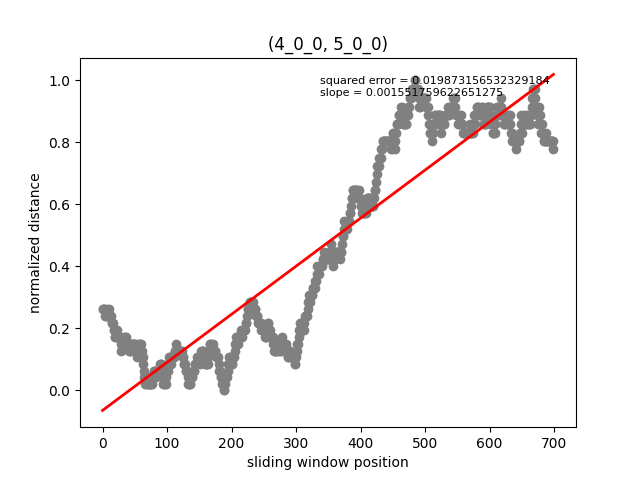 (4_0_0, 5_0_0)
squared error = 0.019873156532329184
slope = 0.001551759622651275
1.0
0.8
0.6
0.4
0.2
0.0
normalized distance
0 100 200 300 400 500 600 700
sliding window position